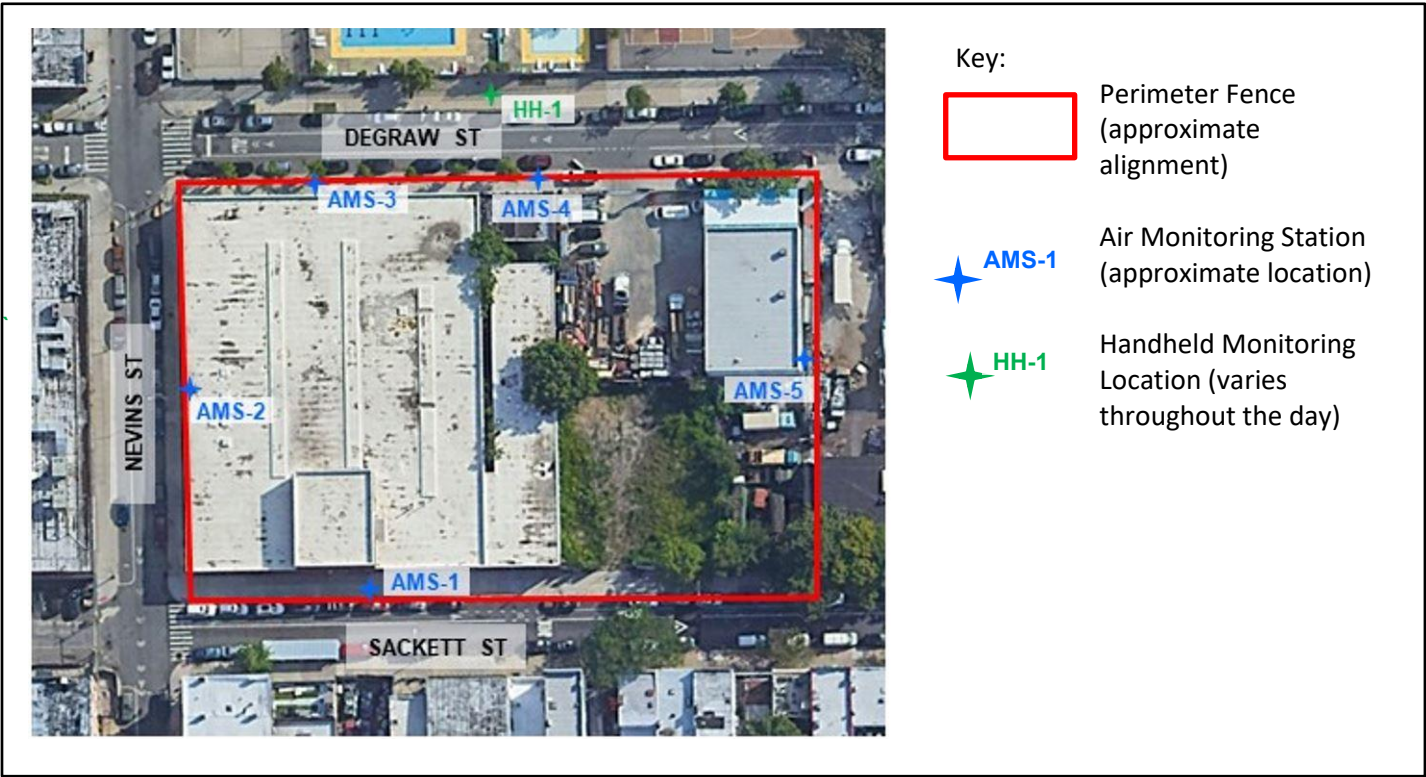 HH-1
DEGRAW ST
AMS-3
AMS-4
NEVINS ST
AMS-2
AMS-5
AMS-1
SACKETT ST
Key:
Perimeter Fence
(approximate
alignment)
AMS-1
Air Monitoring Station
(approximate location)
HH-1
Handheld Monitoring
Location (varies
throughout the day)